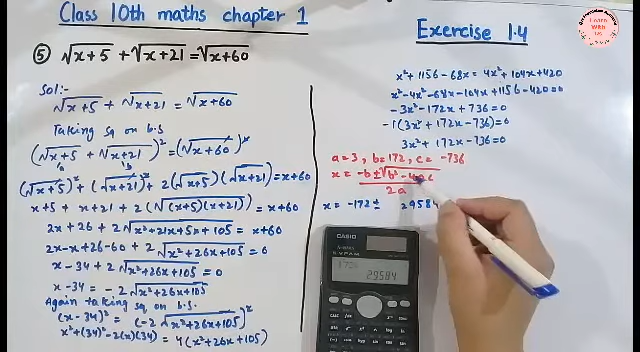 Class 10th maths chapter 1
Exercise 1.4
Learn With Us
⑤ √x+5 + √x+21 = √x+60
Sol:-
√x+5 + √x+21 = √x+60
Taking sq on b.s
(√x+5 + √x+21)² = (√x+60)²
a b
(√x+5)² + (√x+21)² + 2(√x+5)(√x+21) = x+60
x+5 + x+21 + 2(√(x+5)(x+21)) = x+60
2x+26 + 2√x²+21x+5x+105 = x+60
2x-x+26-60 + 2√x²+26x+105 = 0
x-34 + 2√x²+26x+105 = 0
x-34 = -2√x²+26x+105
Again taking sq on b.s.
(x-34)² = (-2√x²+26x+105)²
x²+(34)²-2(x)(34) = 4(x²+26x+105)
x²+1156-68x = 4x²+104x+420
x²-4x²-68x-104x+1156-420=0
-3x²-172x+736=0
-1(3x²+172x-736)=0
3x²+172x-736=0
a=3, b=172, c= -736
x = -b±√b²-4ac
2a
x = -172 ± 29584
CASIO
172²
29584